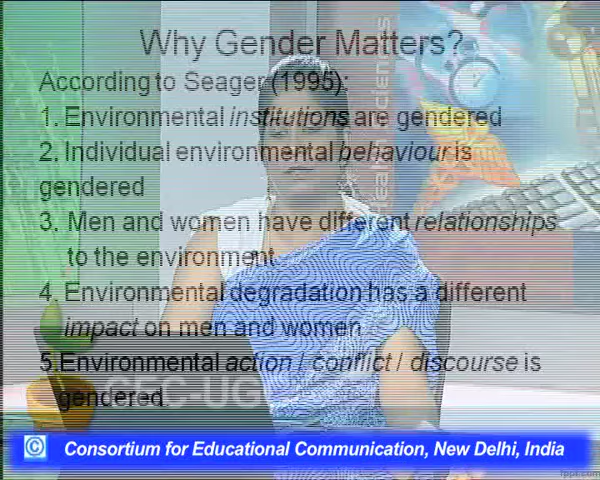 Why Gender Matters?
According to Seager (1995):
1. Environmental institutions are gendered
2. Individual environmental behaviour is
gendered
3. Men and women have different relationships
to the environment
4. Environmental degradation has a different
impact on men and women
5.Environmental action / conflict / discourse is
gendered.
CEC-UG
© Consortium for Educational Communication, New Delhi, India